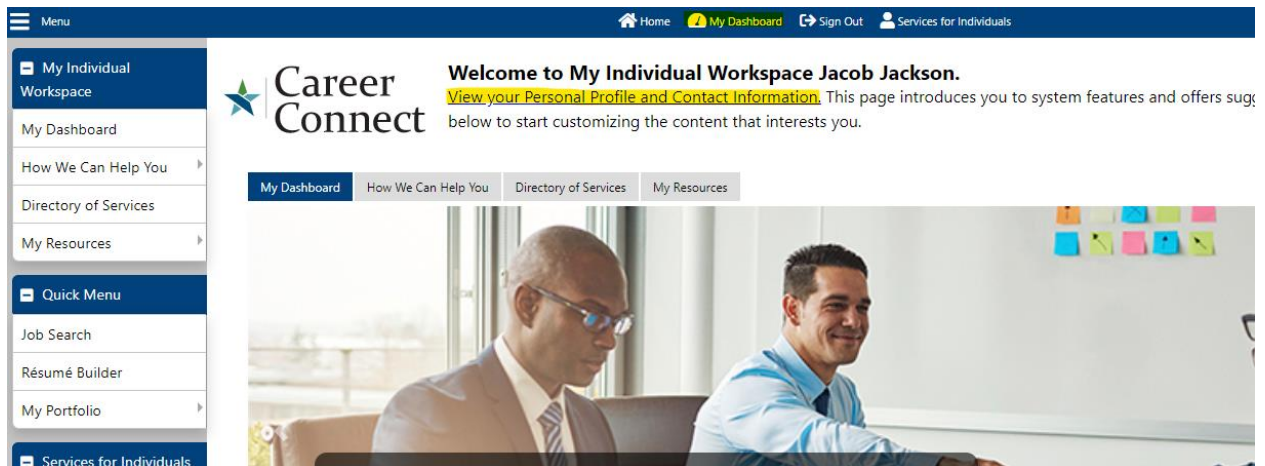 Menu
Home My Dashboard Sign Out Services for Individuals
My Individual
Workspace
My Dashboard
How We Can Help You
Directory of Services
My Resources
Quick Menu
Job Search
Résumé Builder
My Portfolio
Services for Individuals
Career
Connect
Welcome to My Individual Workspace Jacob Jackson.
View your Personal Profile and Contact Information. This page introduces you to system features and offers
below to start customizing the content that interests you.
My Dashboard How We Can Help You Directory of Services My Resources